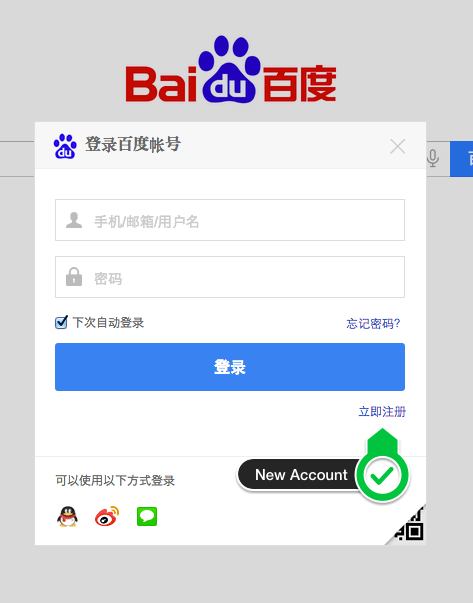 Bai du 百度
du 登录百度帐号
手机/邮箱/用户名
密码
下次自动登录 忘记密码?
登录
立即注册
New Account
可以使用以下方式登录